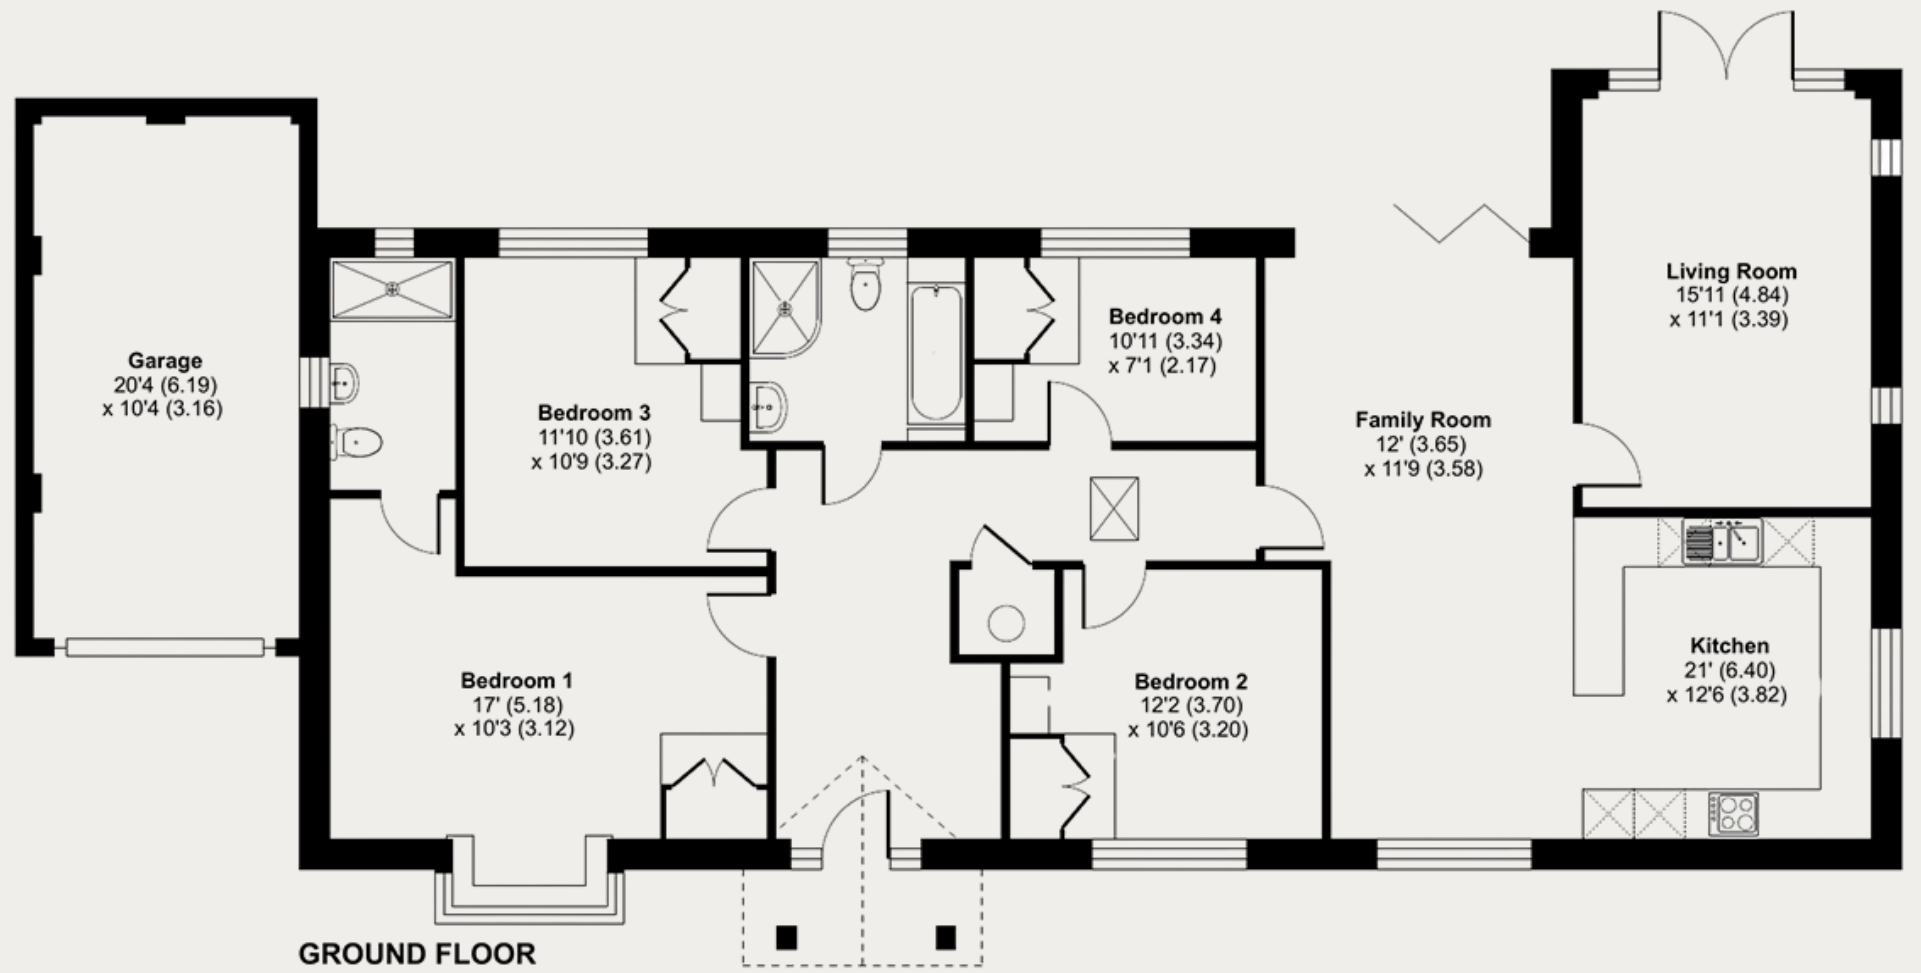 Garage
20'4 (6.19)
x 10'4 (3.16)
Bedroom 3
11'10 (3.61)
x 10'9 (3.27)
Bedroom 4
10'11 (3.34)
x 7'1 (2.17)
Family Room
12' (3.65)
x 11'9 (3.58)
Living Room
15'11 (4.84)
x 11'1 (3.39)
Bedroom 1
17' (5.18)
x 10'3 (3.12)
Bedroom 2
12'2 (3.70)
x 10'6 (3.20)
Kitchen
21' (6.40)
x 12'6 (3.82)
GROUND FLOOR